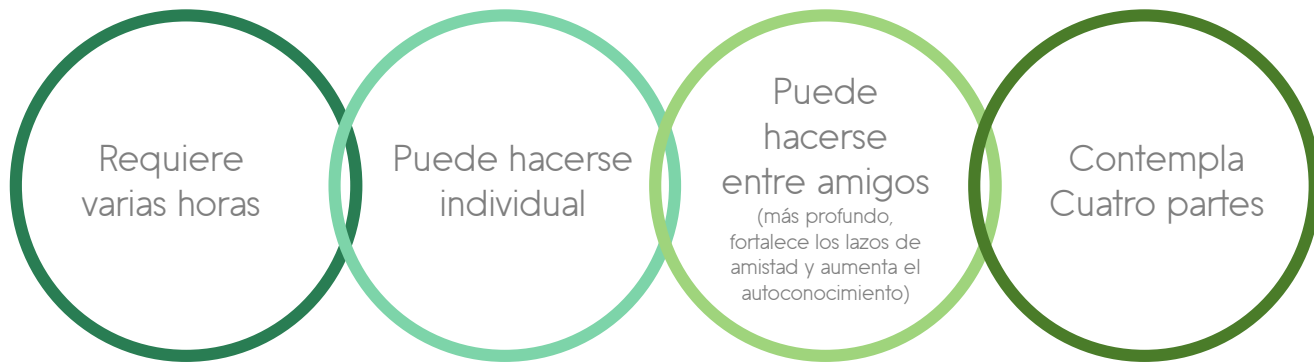 Requiere
varias horas
Puede hacerse
individual
Puede
hacerse
entre amigos
(más profundo,
fortalece los lazos de
amistad y aumenta el
autoconocimiento)
Contempla
Cuatro partes